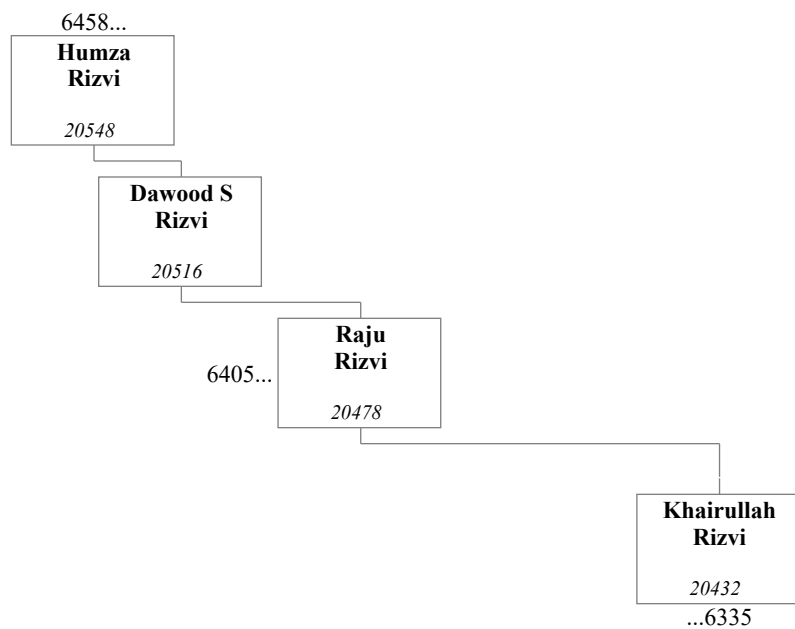 6458...
Humza
Rizvi
20548
Dawood S
Rizvi
20516
Raju
Rizvi
6405...
20478
Khairullah
Rizvi
20432
...6335